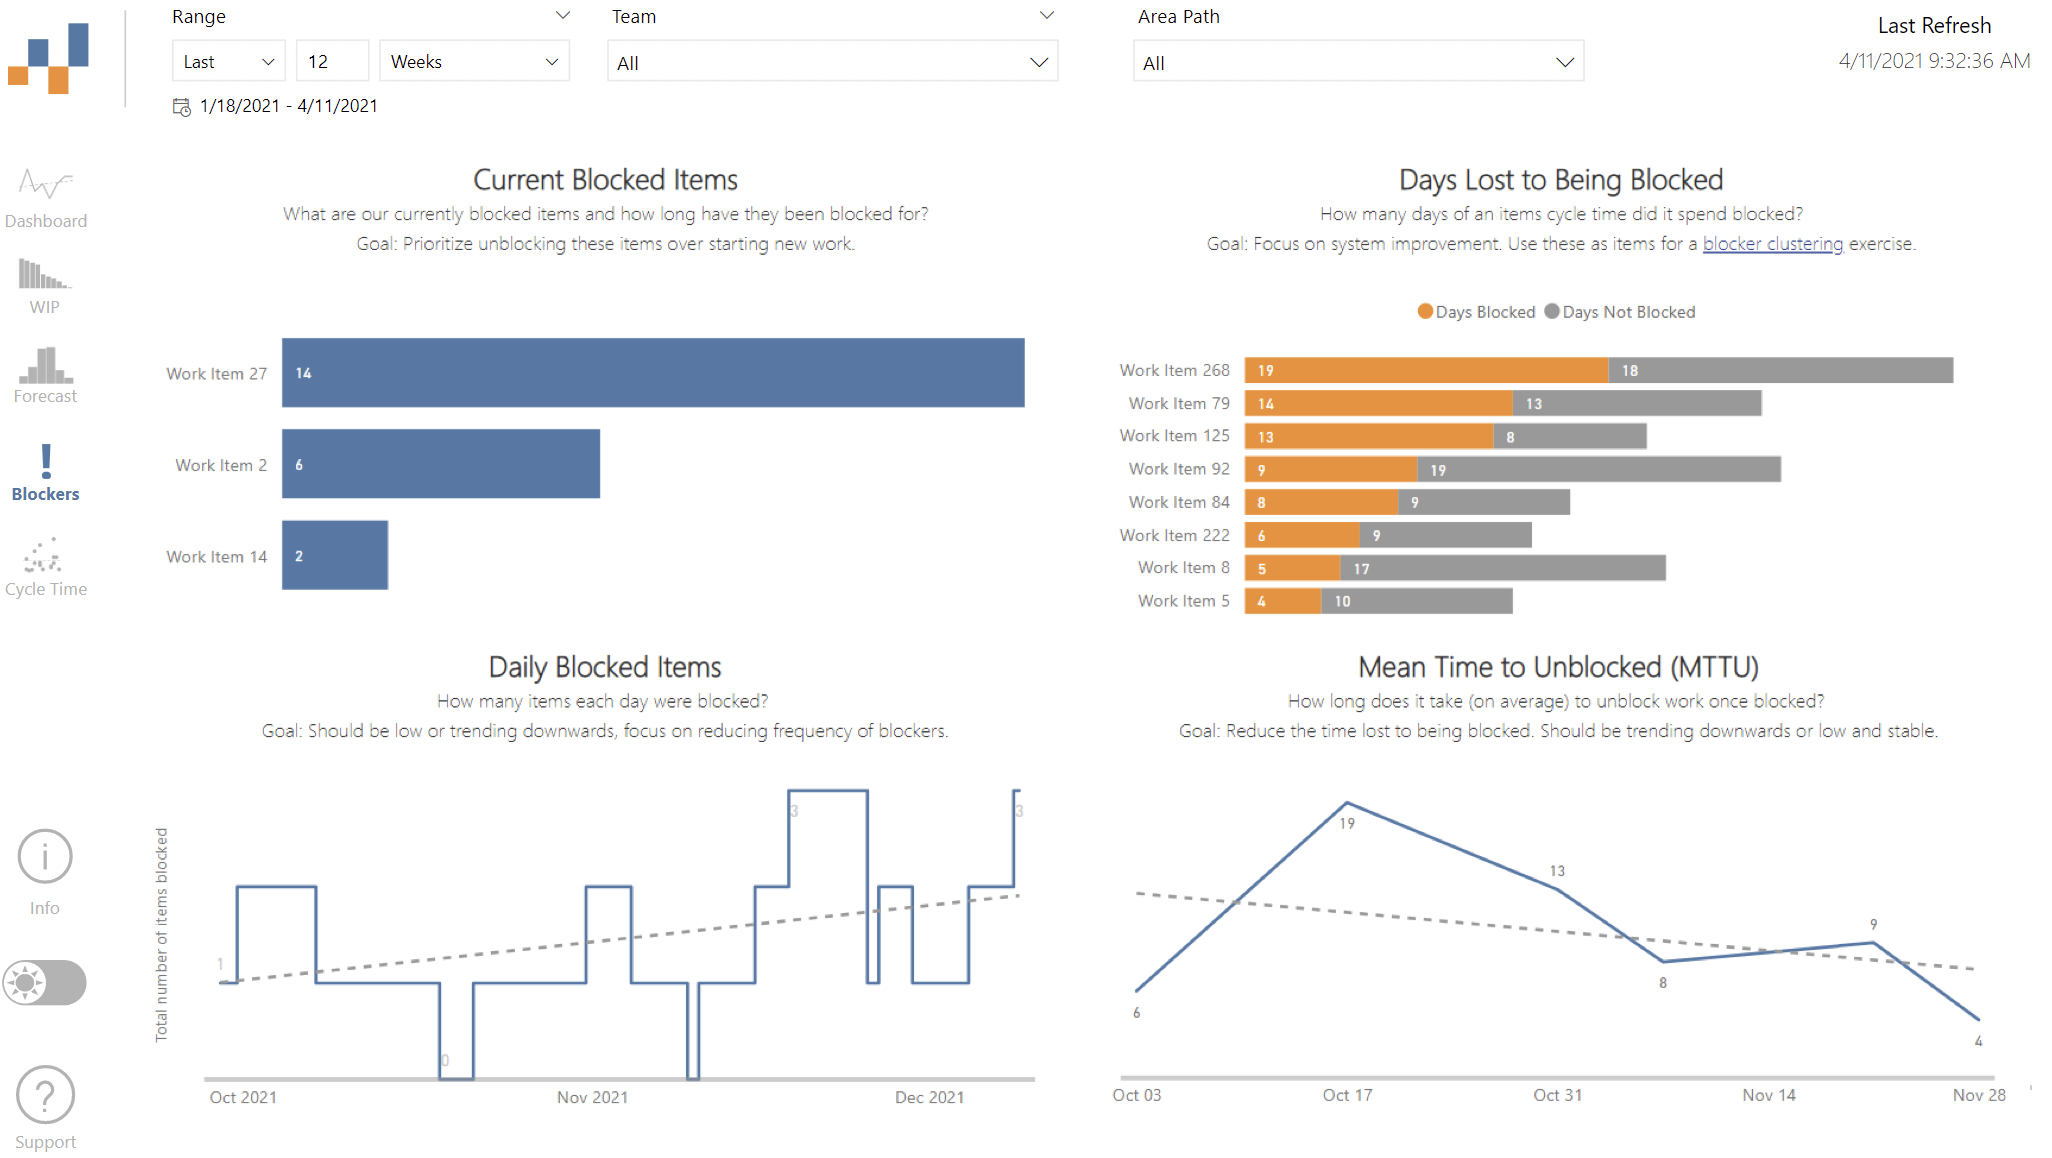 Range
Team
Area Path
Last Refresh
Last
12
Weeks
All
All
4/11/2021 9:32:36 AM
1/18/2021 - 4/11/2021
Dashboard
WIP
Forecast
Blockers
Cycle Time
Info
Support
Current Blocked Items
What are our currently blocked items and how long have they been blocked for?
Goal: Prioritize unblocking these items over starting new work.
Work Item 27
14
Work Item 2
6
Work Item 14
2
Days Lost to Being Blocked
How many days of an items cycle time did it spend blocked?
Goal: Focus on system improvement. Use these as items for a blocker clustering exercise.
Days Blocked
Days Not Blocked
Work Item 268
19
18
Work Item 79
14
13
Work Item 125
13
8
Work Item 92
9
19
Work Item 84
8
9
Work Item 222
6
9
Work Item 8
5
17
Work Item 5
4
10
Daily Blocked Items
How many items each day were blocked?
Goal: Should be low or trending downwards, focus on reducing frequency of blockers.
Total number of items blocked
1
0
3
3
Oct 2021
Nov 2021
Dec 2021
Mean Time to Unblocked (MTTU)
How long does it take (on average) to unblock work once blocked?
Goal: Reduce the time lost to being blocked. Should be trending downwards or low and stable.
6
19
13
8
9
4
Oct 03
Oct 17
Oct 31
Nov 14
Nov 28